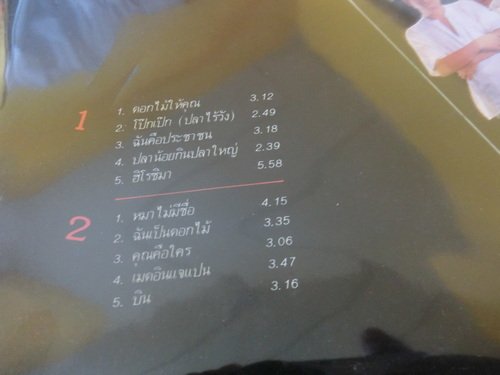 1
1. ดอกไม้ให้คุณ 3.12
2. โป๊กเป๊ก (ปลาไร้วัง) 2.49
3. ฉันคือประชาชน 3.18
4. ปลาน้อยกินปลาใหญ่ 2.39
5. ฮิโรชิมา 5.58
2
1. หมาไม่มีชื่อ 4.15
2. ฉันเป็นดอกไม้ 3.35
3. คุณคือใคร 3.06
4. เมดอินแจแปน 3.47
5. บิน 3.16